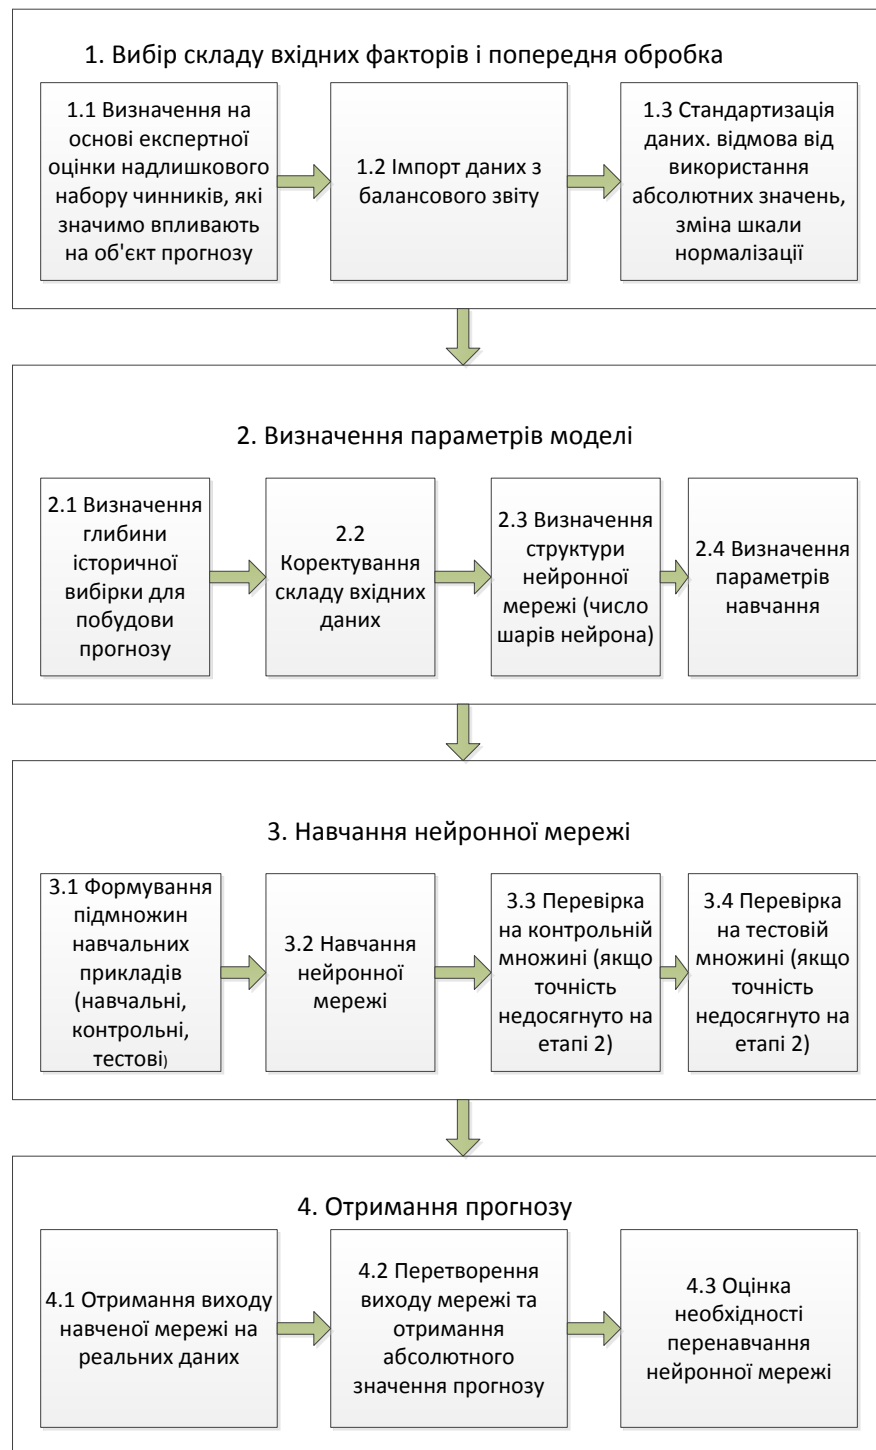 1. Вибір складу вхідних факторів і попередня обробка
1.1 Визначення на
основі експертної
оцінки надлишкового
набору чинників, які
значимо впливають
на об'єкт прогнозу
1.2 Імпорт даних з
балансового звіту
1.3 Стандартизація
даних. відмова від
використання
абсолютних значень,
зміна шкали
нормалізації
2. Визначення параметрів моделі
2.1 Визначення
глибини
історичної
вибірки для
побудови
прогнозу
2.2
Коректування
складу вхідних
даних
2.3 Визначення
структури
нейронної
мережі (число
шарів нейрона)
2.4 Визначення
параметрів
навчання
3. Навчання нейронної мережі
3.1 Формування
підмножин
навчальних
прикладів
(навчальні,
контрольні,
тестові)
3.2 Навчання
нейронної
мережі
3.3 Перевірка
на контрольній
множині (якщо
точність
недосягнуто на
етапі 2)
3.4 Перевірка
на тестовій
множині (якщо
точність
недосягнуто на
етапі 2)
4. Отримання прогнозу
4.1 Отримання виходу
навченої мережі на
реальних даних
4.2 Перетворення
виходу мережі та
отримання
абсолютного
значення прогнозу
4.3 Оцінка
необхідності
перенавчання
нейронної мережі